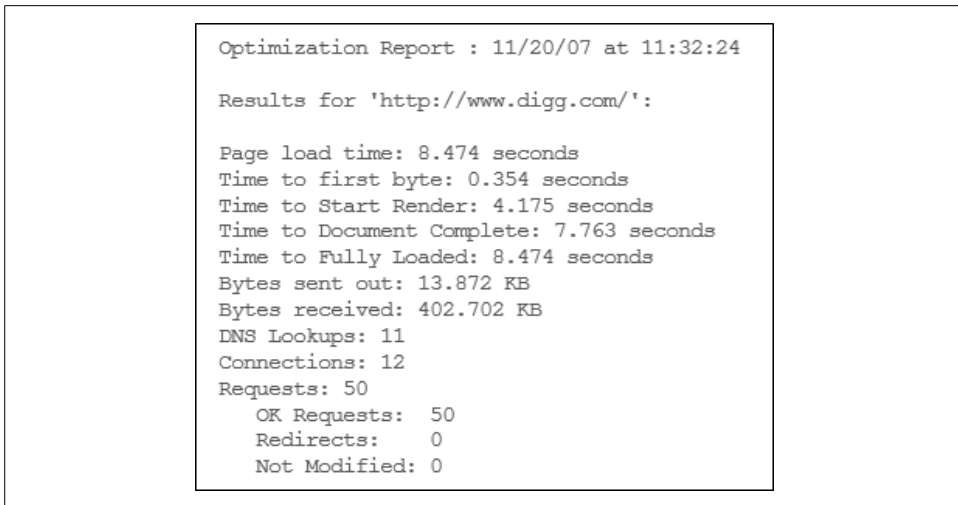 Optimization Report : 11/20/07 at 11:32:24
Results for 'http://www.digg.com/':
Page load time: 8.474 seconds
Time to first byte: 0.354 seconds
Time to Start Render: 4.175 seconds
Time to Document Complete: 7.763 seconds
Time to Fully Loaded: 8.474 seconds
Bytes sent out: 13.872 KB
Bytes received: 402.702 KB
DNS Lookups: 11
Connections: 12
Requests: 50
OK Requests: 50
Redirects: 0
Not Modified: 0